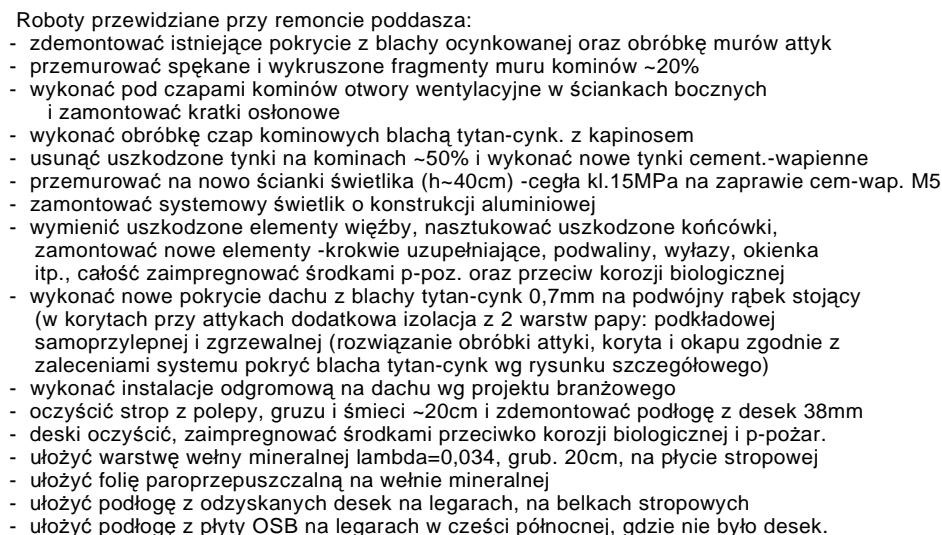 Roboty przewidziane przy remoncie poddasza:
- zdemontować istniejące pokrycie z blachy ocynkowanej oraz obróbkę murów attyk
- przemurować spękane i wykruszone fragmenty muru kominów ~20%
- wykonać pod czapami kominów otwory wentylacyjne w ściankach bocznych
i zamontować kratki osłonowe
- wykonać obróbkę czap kominowych blachą tytan-cynk. z kapinosem
- usunąć uszkodzone tynki na kominach ~50% i wykonać nowe tynki cement.-wapienne
- przemurować na nowo ścianki świetlika (h~40cm) -cegła kl.15MPa na zaprawie cem-wap. M5
- zamontować systemowy świetlik o konstrukcji aluminiowej
- wymienić uszkodzone elementy więźby, nasztukować uszkodzone końcówki,
zamontować nowe elementy -krokwie uzupełniające, podwaliny, wyłazy, okienka
itp., całość zaimpregnować środkami p-poz. oraz przeciw korozji biologicznej
- wykonać nowe pokrycie dachu z blachy tytan-cynk 0,7mm na podwójny rąbek stojący
(w korytach przy attykach dodatkowa izolacja z 2 warstw papy: podkładowej
samoprzylepnej i zgrzewalnej (rozwiązanie obróbki attyki, koryta i okapu zgodnie z
zaleceniami systemu pokryć blacha tytan-cynk wg rysunku szczegółowego)
- wykonać instalacje odgromową na dachu wg projektu branżowego
- oczyścić strop z polepy, gruzu i śmieci ~20cm i zdemontować podłogę z desek 38mm
- deski oczyścić, zaimpregnować środkami przeciwko korozji biologicznej i p-pożar.
- ułożyć warstwę wełny mineralnej lambda=0,034, grub. 20cm, na płycie stropowej
- ułożyć folię paroprzepuszczalną na wełnie mineralnej
- ułożyć podłogę z odzyskanych desek na legarach, na belkach stropowych
- ułożyć podłogę z płyty OSB na legarach w cześci północnej, gdzie nie było desek.